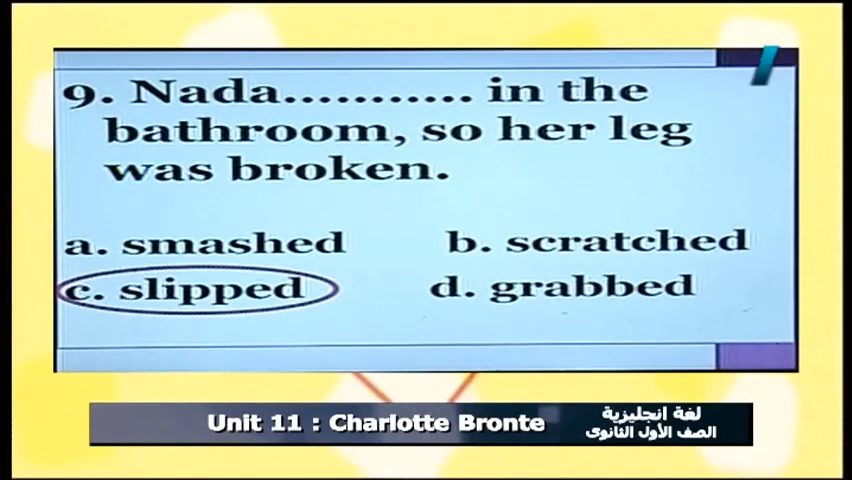 9. Nada........... in the
bathroom, so her leg
was broken.
a. smashed b. scratched
c. slipped d. grabbed
Unit 11 : Charlotte Bronte
لغة انجليزية
الصف الأول الثانوى